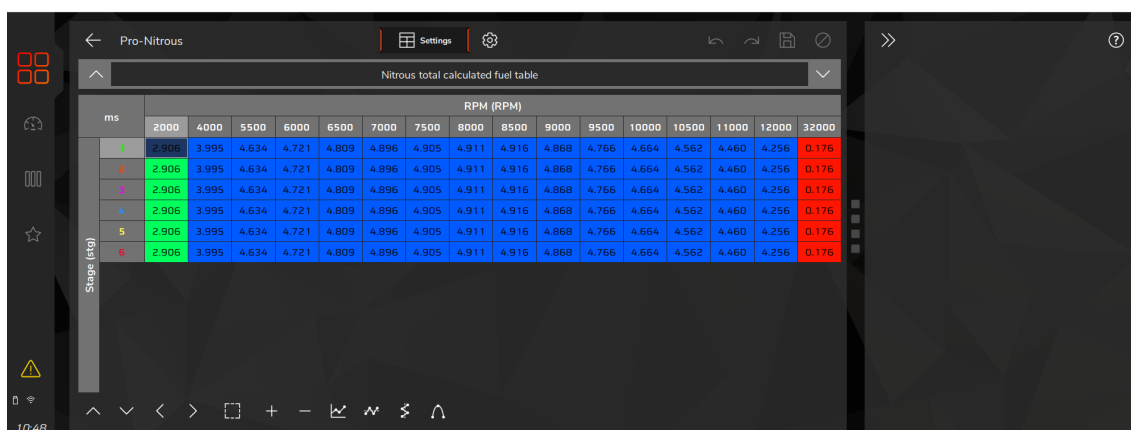 Pro-Nitrous Settings
Nitrous total calculated fuel table
ms RPM (RPM)
2000 4000 5500 6000 6500 7000 7500 8000 8500 9000 9500 10000 10500 11000 12000 32000
1 2.906 3.995 4.634 4.721 4.809 4.896 4.905 4.911 4.916 4.868 4.766 4.664 4.562 4.460 4.256 0.176
2 2.906 3.995 4.634 4.721 4.809 4.896 4.905 4.911 4.916 4.868 4.766 4.664 4.562 4.460 4.256 0.176
3 2.906 3.995 4.634 4.721 4.809 4.896 4.905 4.911 4.916 4.868 4.766 4.664 4.562 4.460 4.256 0.176
4 2.906 3.995 4.634 4.721 4.809 4.896 4.905 4.911 4.916 4.868 4.766 4.664 4.562 4.460 4.256 0.176
5 2.906 3.995 4.634 4.721 4.809 4.896 4.905 4.911 4.916 4.868 4.766 4.664 4.562 4.460 4.256 0.176
6 2.906 3.995 4.634 4.721 4.809 4.896 4.905 4.911 4.916 4.868 4.766 4.664 4.562 4.460 4.256 0.176
Stage (stg)
10:48